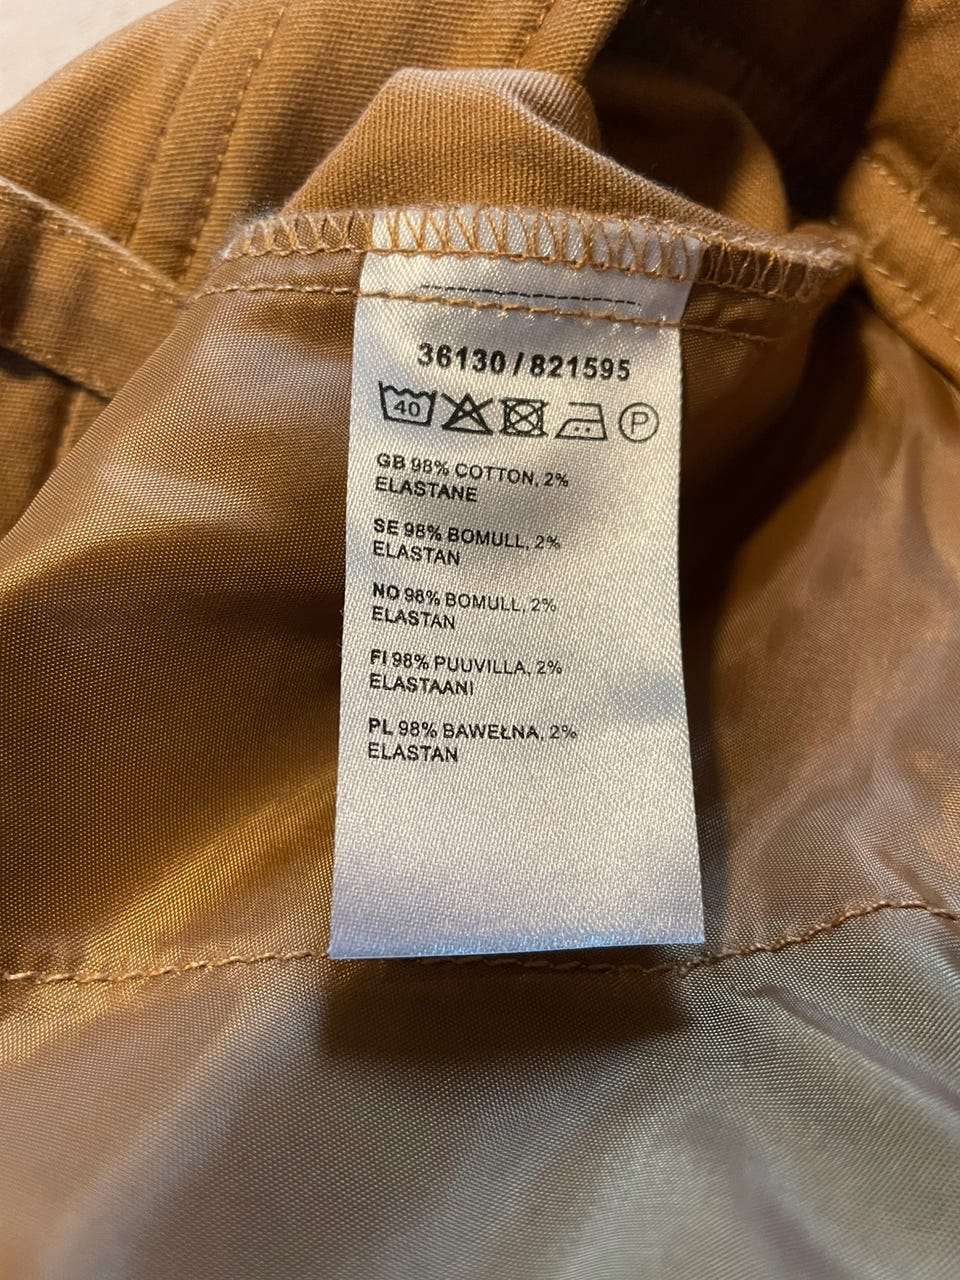 36130/821595
40 P
GB 98% COTTON, 2%
ELASTANE
SE 98% BOMULL, 2%
ELASTAN
NO 98% BOMULL, 2%
ELASTAN
FI 98% PUUVILLA, 2%
ELASTAANI
PL 98% BAWEŁNA, 2%
ELASTAN